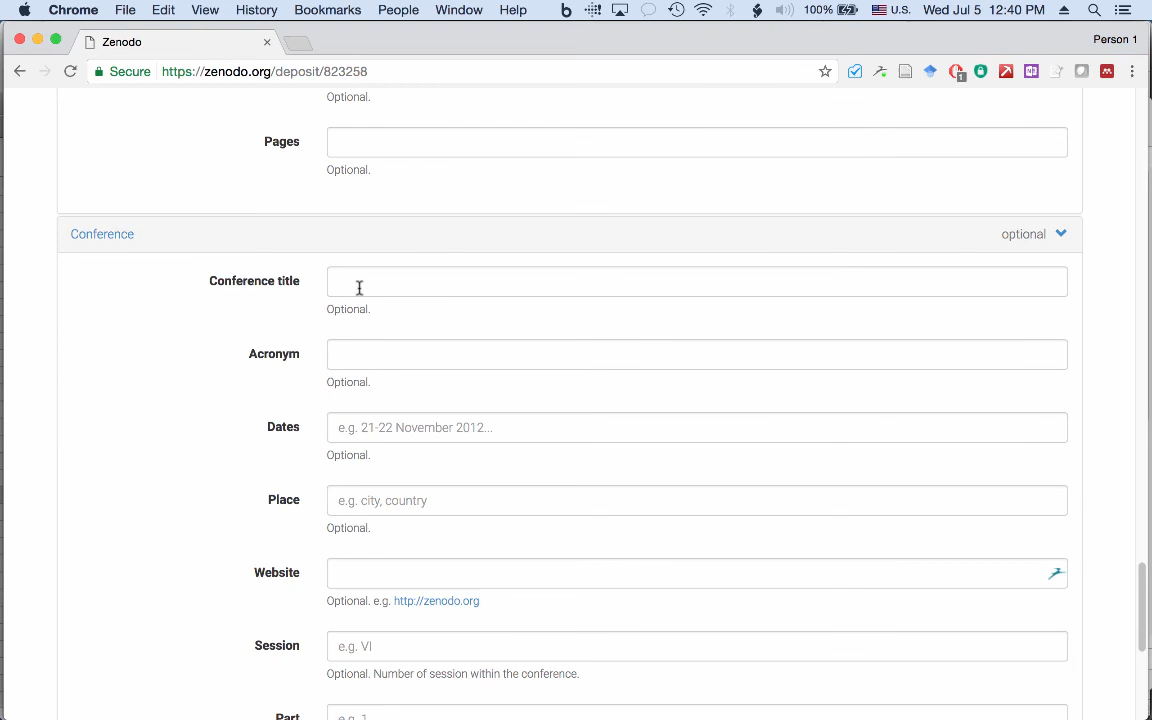 Chrome File Edit View History Bookmarks People Window Help 100% U.S. Wed Jul 5 12:40 PM
Zenodo
Person 1
Secure https://zenodo.org/deposit/823258
1
Optional.
Pages
Optional.
Conference optional
Conference title
Optional.
Acronym
Optional.
Dates e.g. 21-22 November 2012...
Optional.
Place e.g. city, country
Optional.
Website
Optional. e.g. http://zenodo.org
Session e.g. VI
Optional. Number of session within the conference.
Part e.g. 1